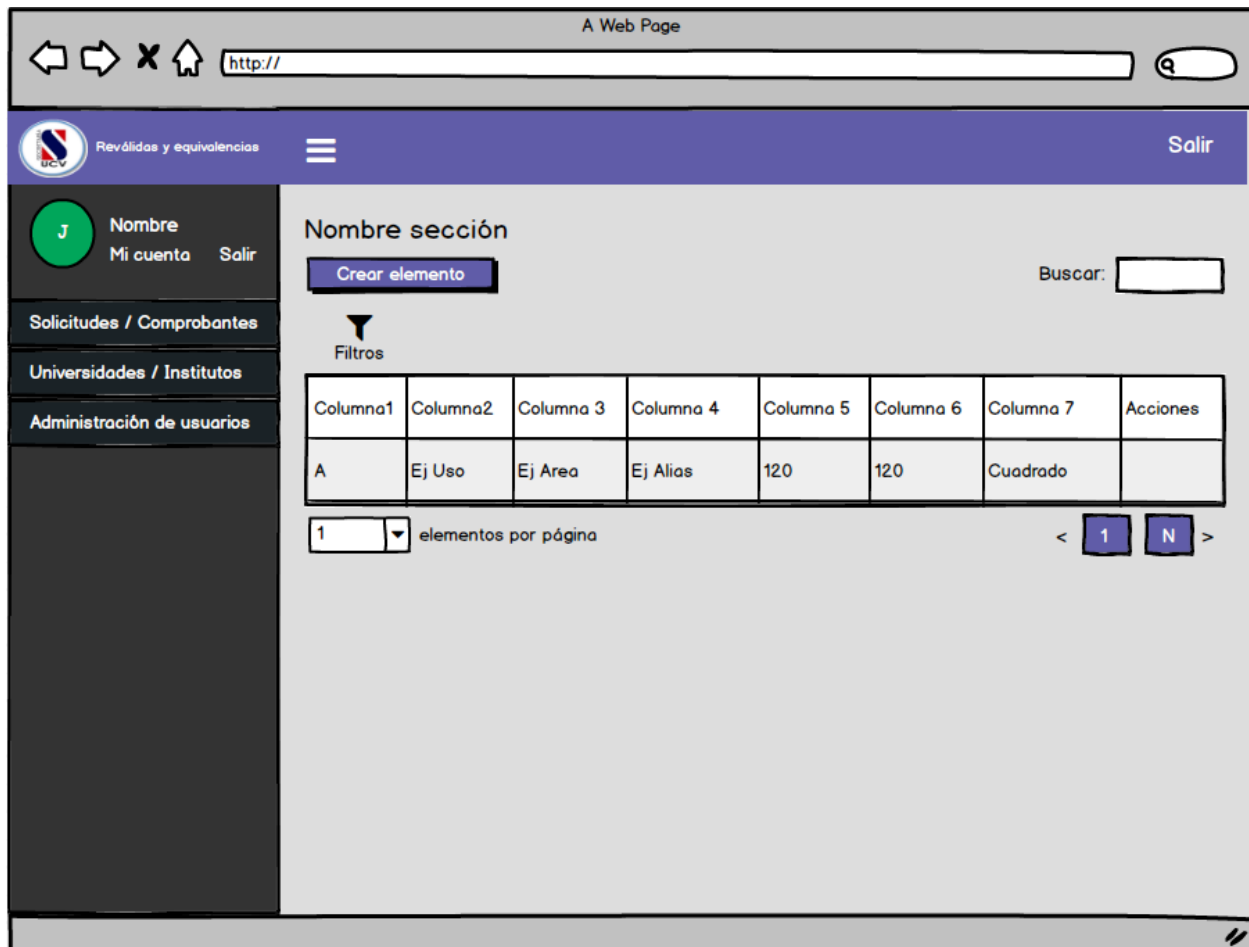 A Web Page
http://
UCV
Reválidas y equivalencias
Salir
J
Nombre
Mi cuenta Salir
Solicitudes / Comprobantes
Universidades / Institutos
Administración de usuarios
Nombre sección
Crear elemento
Buscar:
Filtros
Columna1 Columna2 Columna 3 Columna 4 Columna 5 Columna 6 Columna 7 Acciones
A Ej Uso Ej Area Ej Alias 120 120 Cuadrado
1 elementos por página
< 1 N >